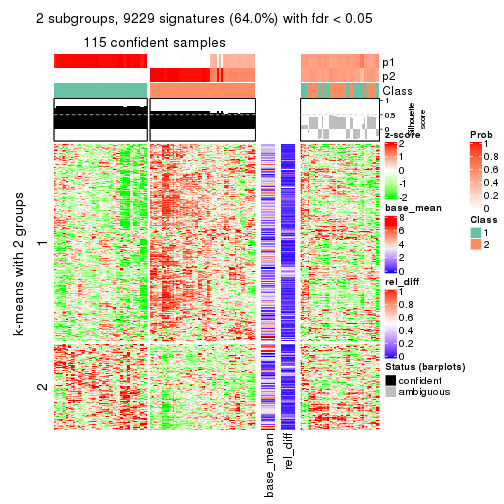 2 subgroups, 9229 signatures (64.0%) with fdr < 0.05
115 confident samples
p1
p2
Class
1
0.5
0
Silhouette
score
k-means with 2 groups
1
2
base_mean
rel_diff
z-score
2
1
0
-1
-2
base_mean
8
6
4
2
0
rel_diff
1
0.8
0.6
0.4
0.2
0
Status (barplots)
confident
ambiguous
Prob
1
0.8
0.6
0.4
0.2
0
Class
1
2